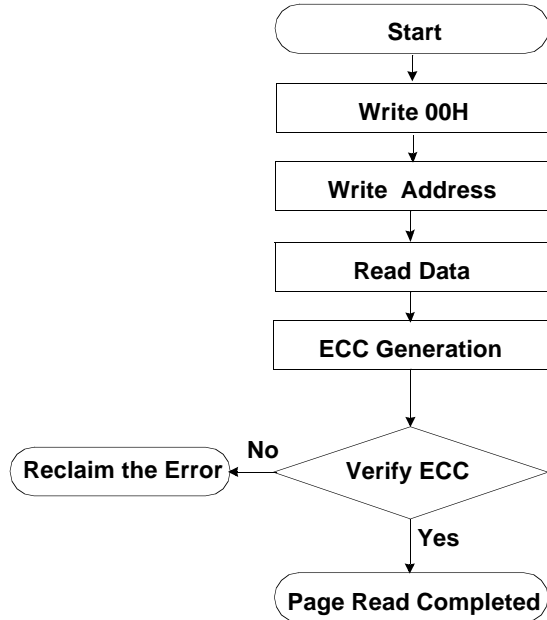 Start
Write 00H
Write Address
Read Data
ECC Generation
Verify ECC
No
Reclaim the Error
Yes
Page Read Completed